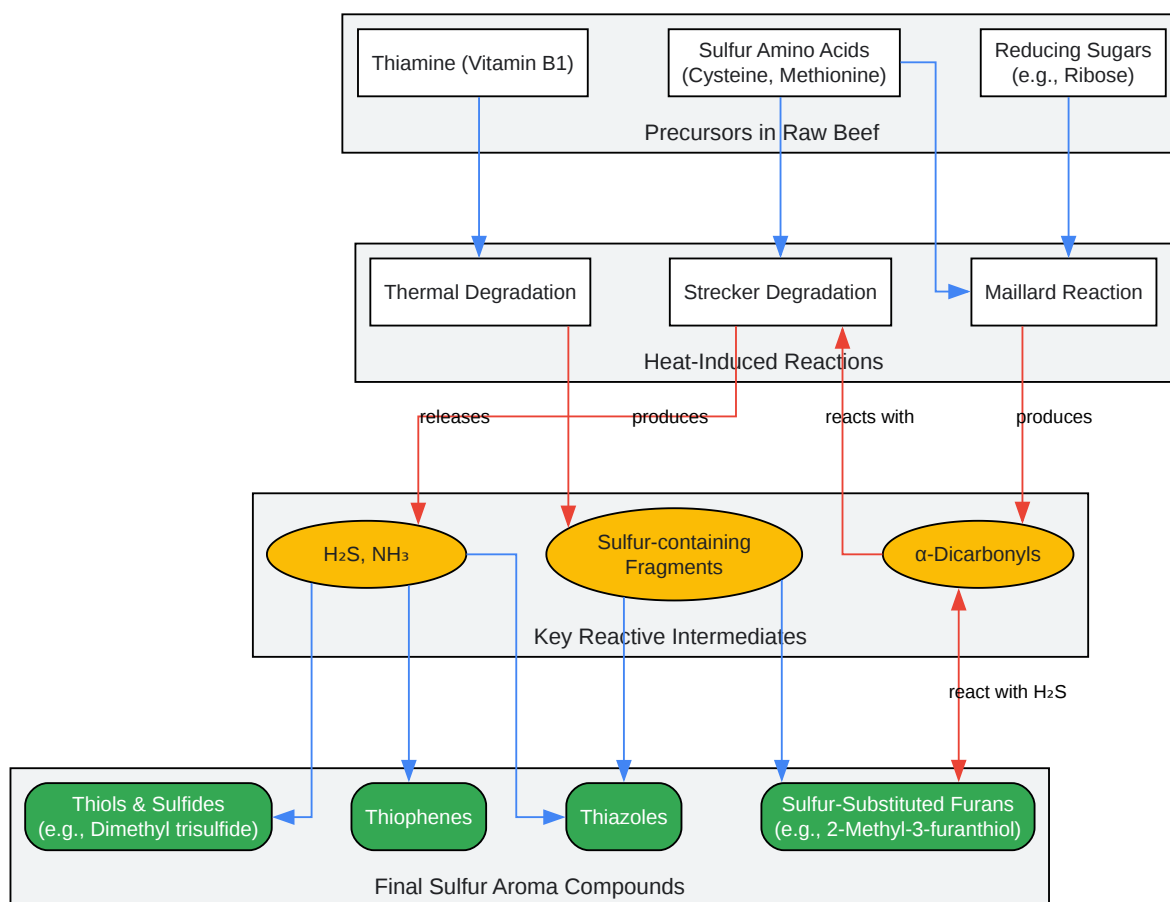 Thiamine (Vitamin B1)
Sulfur Amino Acids
(Cysteine, Methionine)
Reducing Sugars
(e.g., Ribose)
Precursors in Raw Beef
Thermal Degradation
Strecker Degradation
Maillard Reaction
Heat-Induced Reactions
releases
produces
reacts with
produces
H₂S, NH₃
Sulfur-containing
Fragments
α-Dicarbonyls
Key Reactive Intermediates
react with H₂S
Thiols & Sulfides
(e.g., Dimethyl trisulfide)
Thiophenes
Thiazoles
Sulfur-Substituted Furans
(e.g., 2-Methyl-3-furanthiol)
Final Sulfur Aroma Compounds